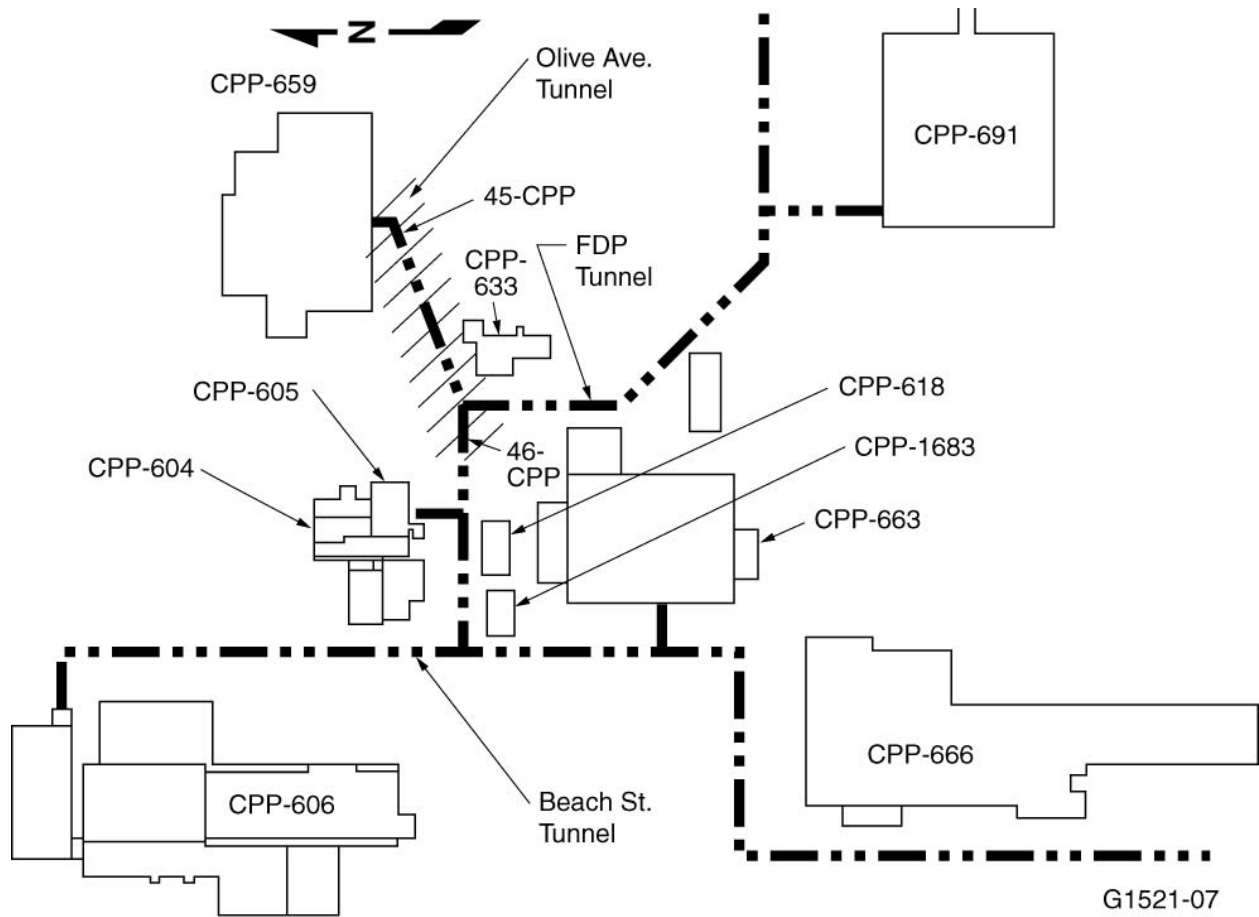 N
Olive Ave.
Tunnel
CPP-659
CPP-691
45-CPP
FDP
Tunnel
CPP-
633
CPP-605
CPP-618
46-
CPP
CPP-1683
CPP-604
CPP-663
CPP-666
CPP-606
Beach St.
Tunnel
G1521-07